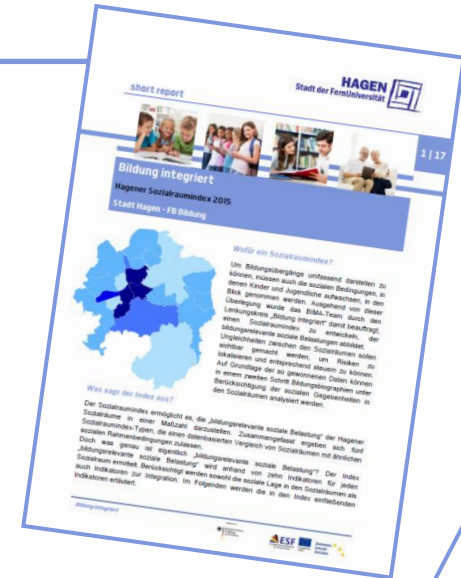 short report
HAGEN
Stadt der FernUniversität
1 | 17
Bildung integriert
Hagener Sozialraumindex 2015
Stadt Hagen - FB Bildung
Wofür ein Sozialraumindex?
Um Bildungsübergänge umfassend darstellen zu
können, müssen auch die sozialen Bedingungen, in
denen Kinder und Jugendliche aufwachsen, in den
Blick genommen werden. Ausgehend von dieser
Überlegung wurde das BiMA-Team durch den
Lenkungskreis „Bildung integriert“ damit beauftragt,
einen Sozialraumindex zu entwickeln, der
bildungsrelevante soziale Belastungen abbildet.
Ungleichheiten zwischen den Sozialräumen sollen
sichtbar gemacht werden, um Risiken zu
lokalisieren und entsprechend steuern zu können.
Auf Grundlage der so gewonnenen Daten können
in einem zweiten Schritt Bildungsbiographien unter
Berücksichtigung der sozialen Gegebenheiten in
den Sozialräumen analysiert werden.
Was sagt der Index aus?
Der Sozialraumindex ermöglicht es, die „bildungsrelevante soziale Belastung“ der Hagener
Sozialräume in einer Maßzahl darzustellen. Zusammengefasst ergeben sich fünf
Sozialraumindex-Typen, die einen datenbasierten Vergleich von Sozialräumen mit ähnlichen
sozialen Rahmenbedingungen zulassen.
Doch was genau ist eigentlich „bildungsrelevante soziale Belastung“? Der Index
„bildungsrelevante soziale Belastung“ wird anhand von zehn Indikatoren für jeden
Sozialraum ermittelt. Berücksichtigt werden sowohl die soziale Lage in den Sozialräumen als
auch Indikatoren zur Integration. Im Folgenden werden die in den Index einfließenden
Indikatoren erläutert.
Bildung integriert
ESF